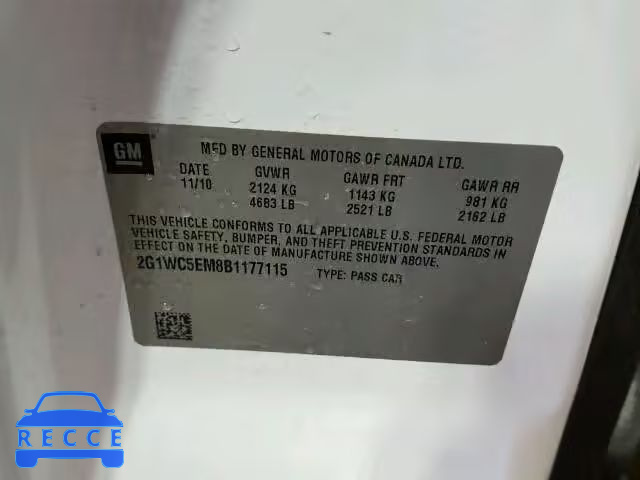 GM
MFD BY GENERAL MOTORS OF CANADA LTD.
DATE GVWR GAWR FRT GAWR RR
11/10 2124 KG 1143 KG 981 KG
4683 LB 2521 LB 2162 LB
THIS VEHICLE CONFORMS TO ALL APPLICABLE U.S. FEDERAL MOTOR
VEHICLE SAFETY, BUMPER, AND THEFT PREVENTION STANDARDS IN
EFFECT ON THE DATE OF MANUFACTURE SHOWN ABOVE.
2G1WC5EM8B1177115 TYPE: PASS CAR
RECCE